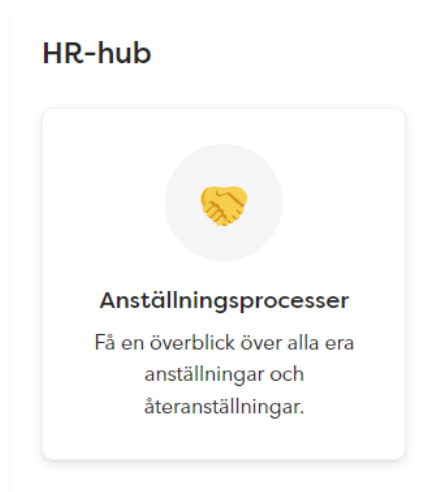 HR-hub
Anställningsprocesser
Få en överblick över alla era
anställningar och
återanställningar.